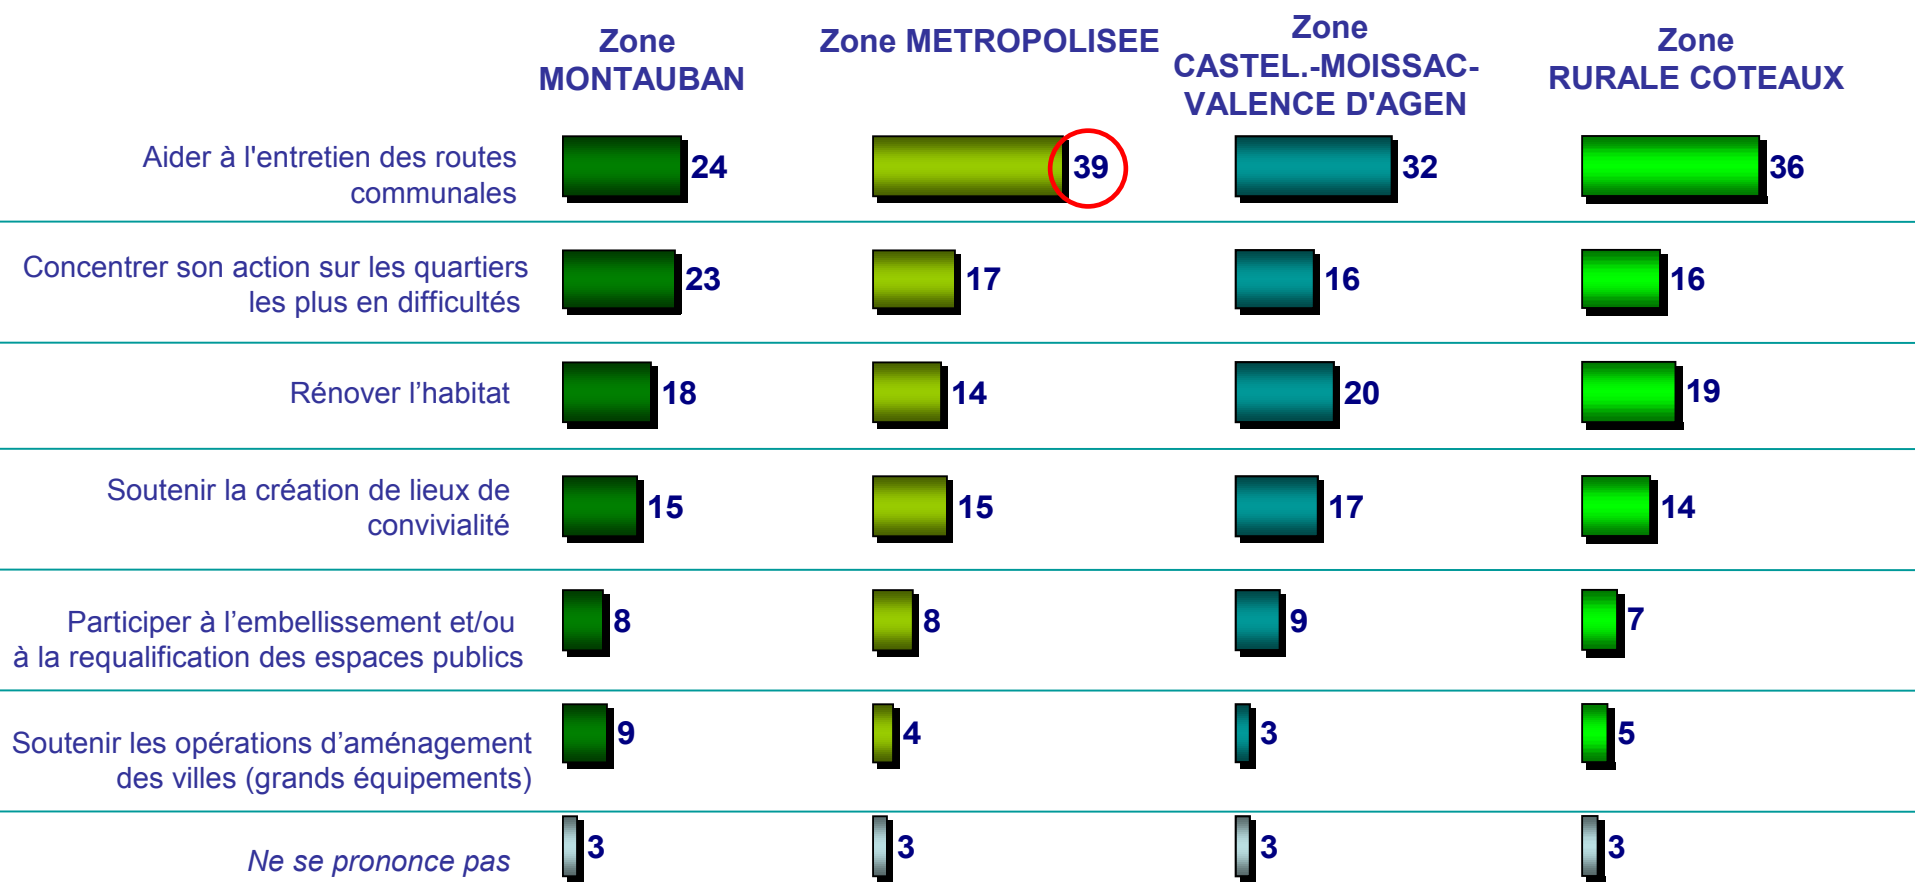 Zone
MONTAUBAN
Zone METROPOLISEE
Zone
CASTEL.-MOISSAC-
VALENCE D'AGEN
Zone
RURALE COTEAUX
Aider à l'entretien des routes
communales
24
39
32
36
Concentrer son action sur les quartiers
les plus en difficultés
23
17
16
16
Rénover l’habitat
18
14
20
19
Soutenir la création de lieux de
convivialité
15
15
17
14
Participer à l’embellissement et/ou
à la requalification des espaces publics
8
8
9
7
Soutenir les opérations d’aménagement
des villes (grands équipements)
9
4
3
5
Ne se prononce pas
3
3
3
3